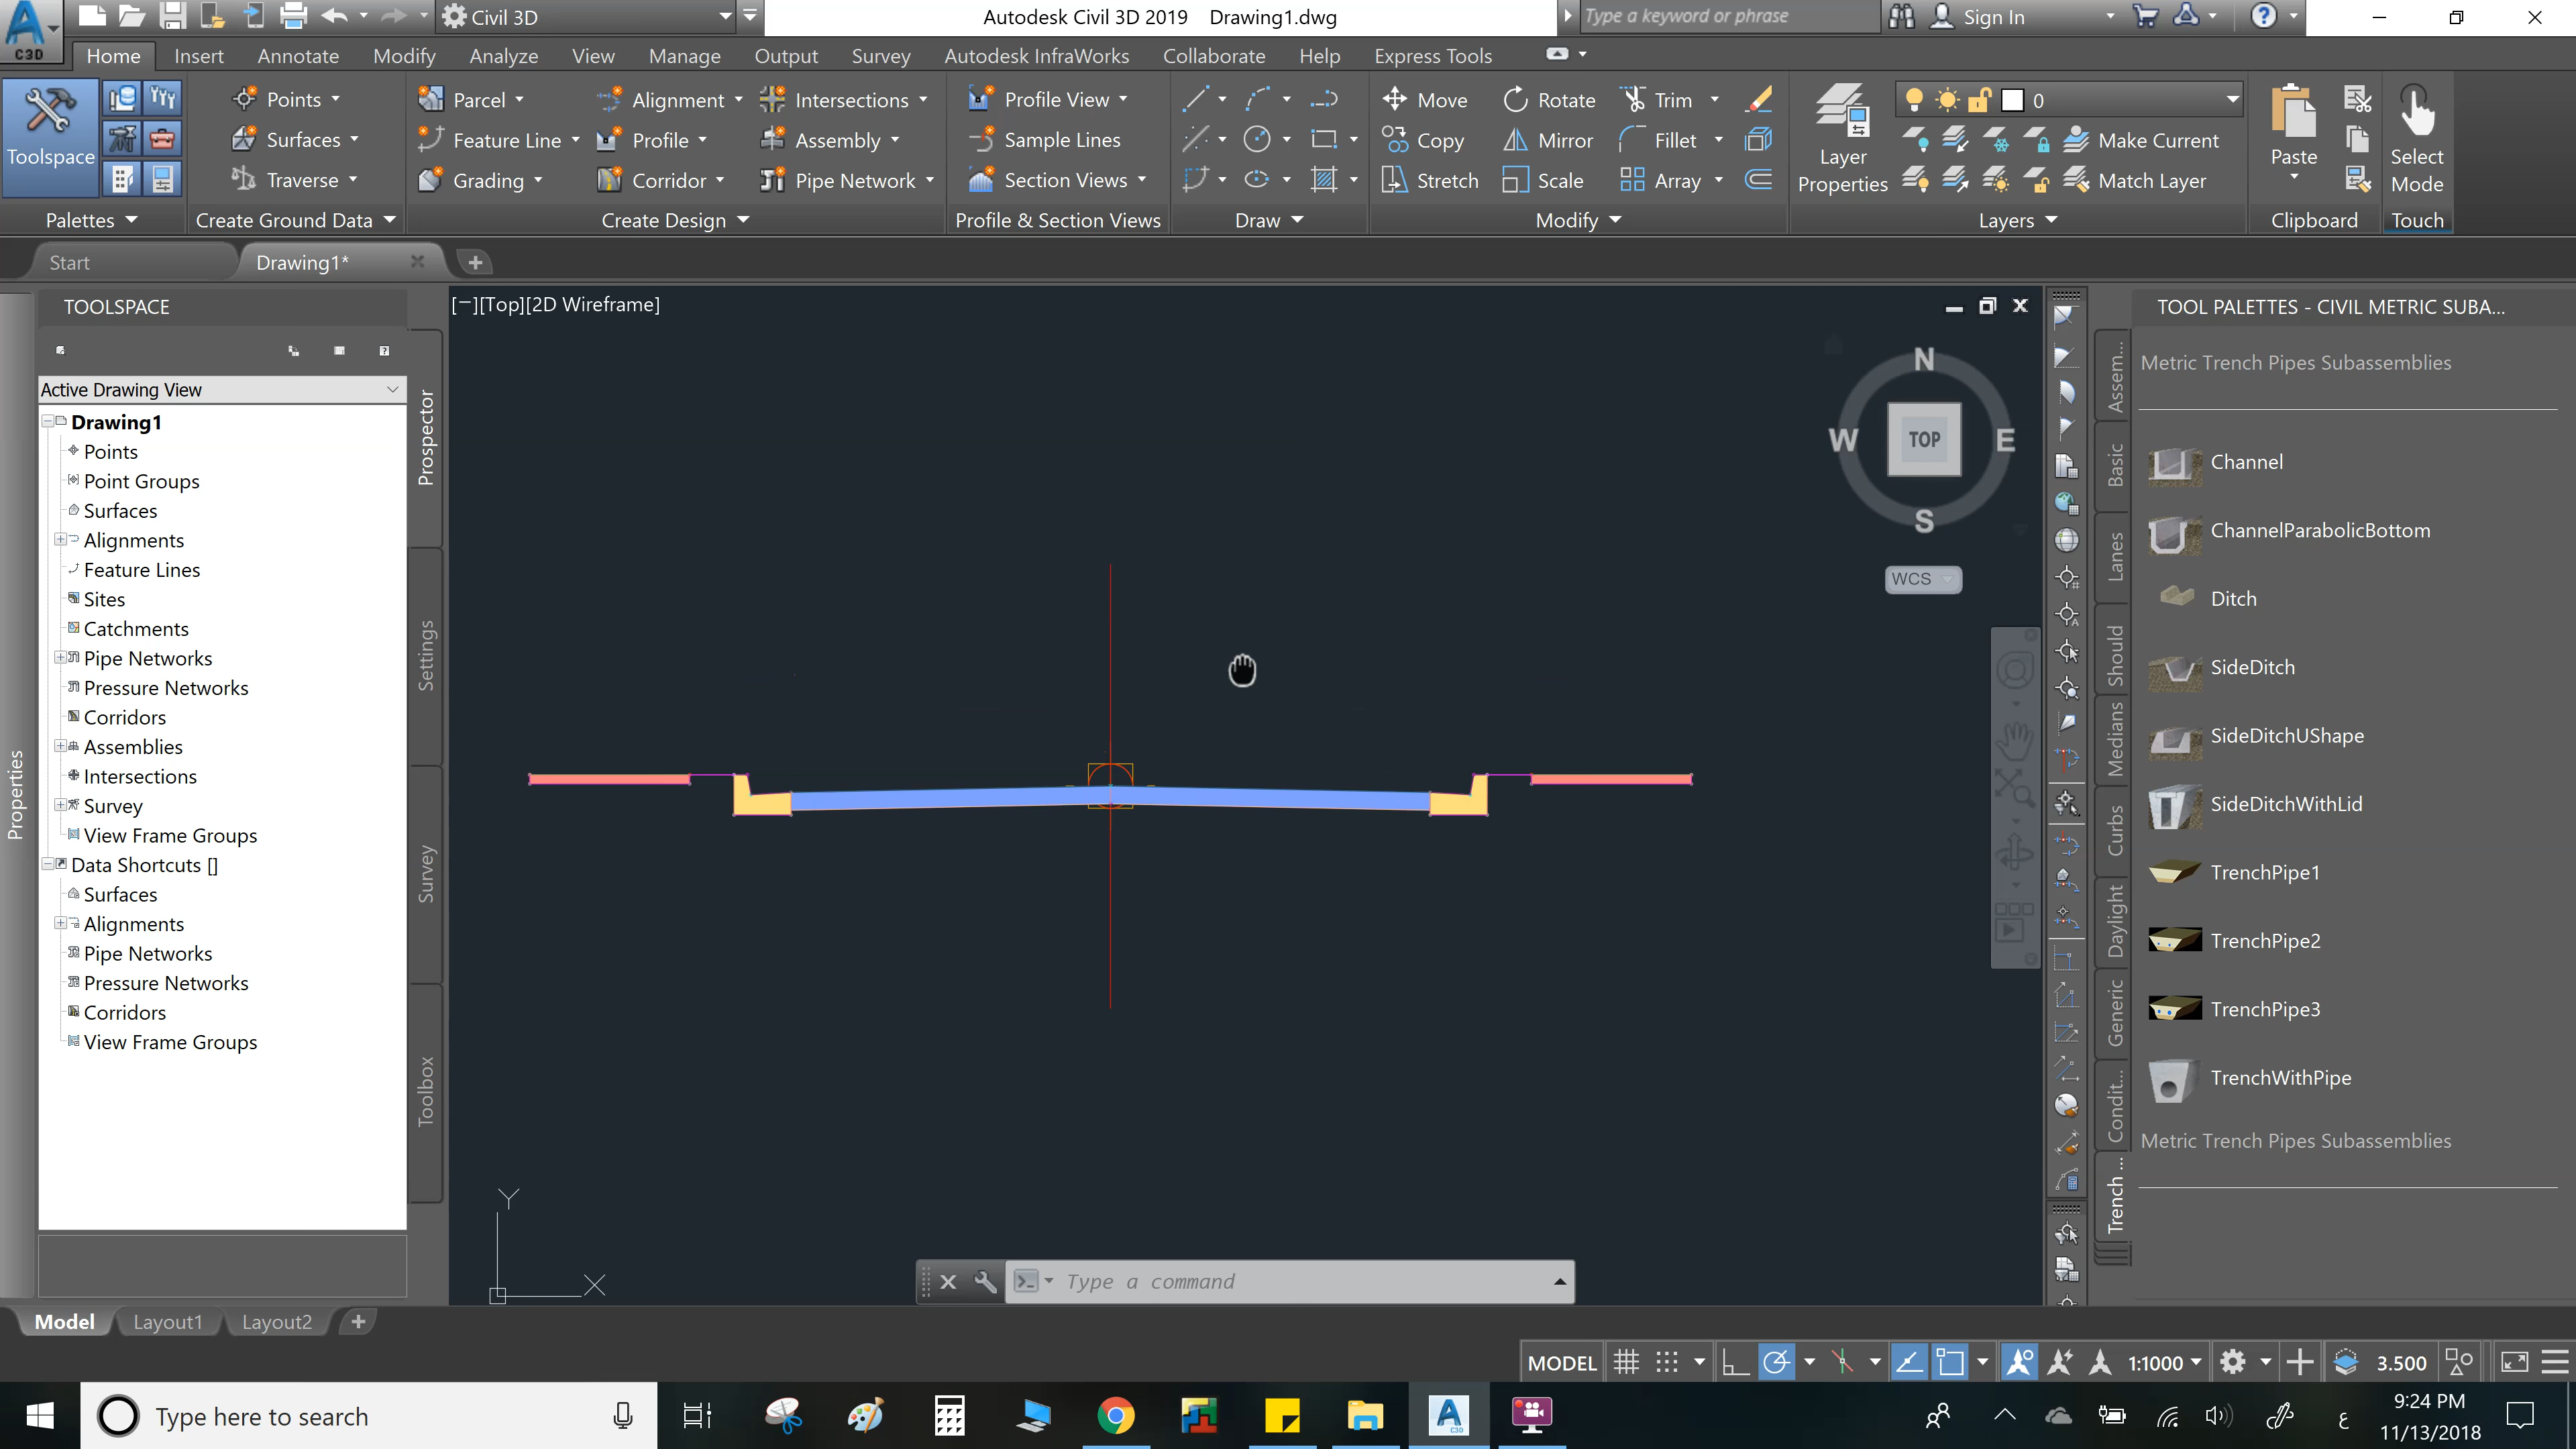 Civil 3D
Autodesk Civil 3D 2019 Drawing1.dwg
Type a keyword or phrase
Sign In
C3D
Home Insert Annotate Modify Analyze View Manage Output Survey Autodesk InfraWorks Collaborate Help Express Tools
Points Parcel Alignment Intersections Profile View Move Rotate Trim 0
Toolspace Surfaces Feature Line Profile Assembly Sample Lines Copy Mirror Fillet Layer Properties Make Current Paste Select Mode
Traverse Grading Corridor Pipe Network Section Views Stretch Scale Array Match Layer
Palettes Create Ground Data Create Design Profile & Section Views Draw Modify Layers Clipboard Touch
Start Drawing1*
TOOLSPACE
Active Drawing View
Drawing1
Points
Point Groups
Surfaces
Alignments
Feature Lines
Sites
Catchments
Pipe Networks
Pressure Networks
Corridors
Assemblies
Intersections
Survey
View Frame Groups
Data Shortcuts []
Surfaces
Alignments
Pipe Networks
Pressure Networks
Corridors
View Frame Groups
Properties
Prospector
Settings
Survey
Toolbox
[−][Top][2D Wireframe]
N
W TOP E
S
WCS
Y
X
Type a command
TOOL PALETTES - CIVIL METRIC SUBA...
Assem...
Basic
Lanes
Should
Medians
Curbs
Daylight
Generic
Condit...
Trench ...
Metric Trench Pipes Subassemblies
Channel
ChannelParabolicBottom
Ditch
SideDitch
SideDitchUShape
SideDitchWithLid
TrenchPipe1
TrenchPipe2
TrenchPipe3
TrenchWithPipe
Metric Trench Pipes Subassemblies
Model Layout1 Layout2
MODEL 1:1000 3.500
Type here to search
C3D
ع
9:24 PM
11/13/2018